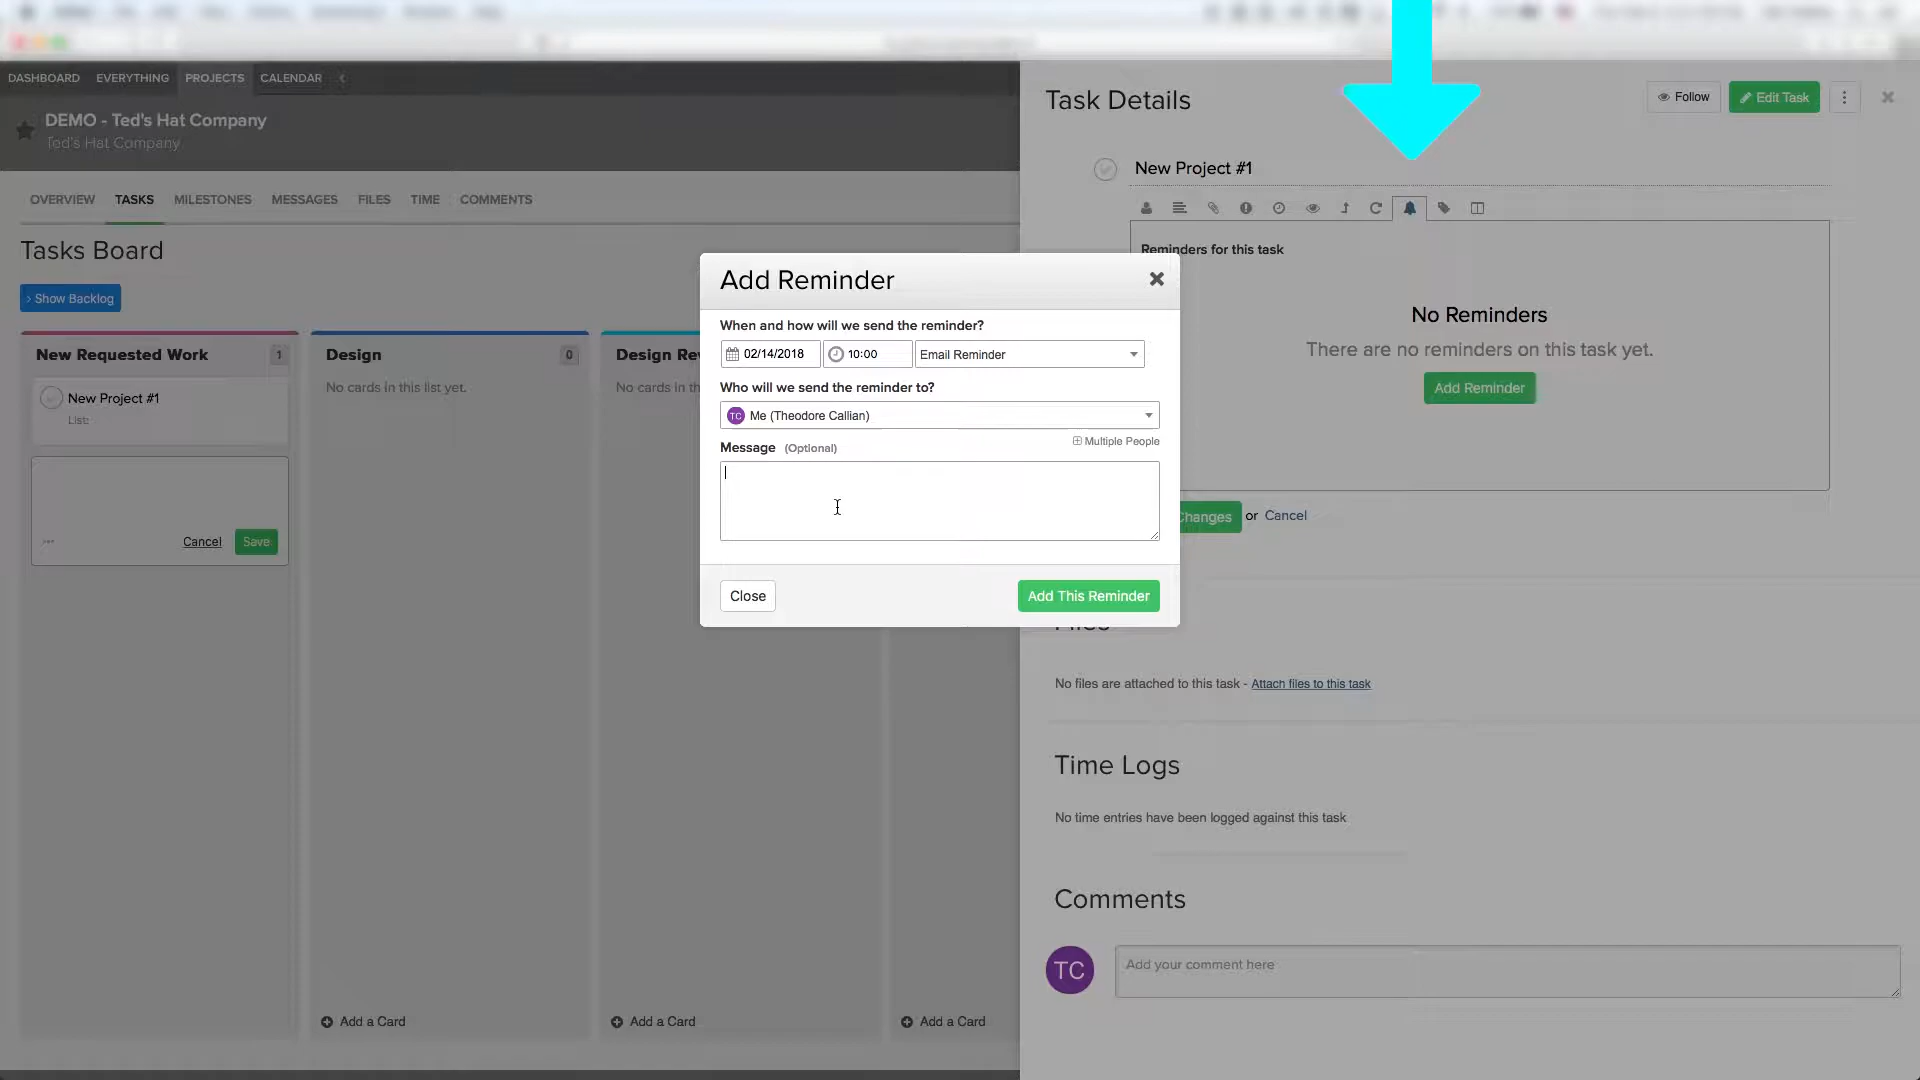 DASHBOARD EVERYTHING PROJECTS CALENDAR
DEMO - Ted's Hat Company
Ted's Hat Company
OVERVIEW TASKS MILESTONES MESSAGES FILES TIME COMMENTS
Tasks Board
Show Backlog
New Requested Work 1
New Project #1
List:
Cancel Save
Design 0
No cards in this list yet.
Add a Card
Design Re
No cards in th
Add a Card
Add a Card
Add Reminder
When and how will we send the reminder?
02/14/2018 10:00 Email Reminder
Who will we send the reminder to?
TC Me (Theodore Callian)
Multiple People
Message (Optional)
Close Add This Reminder
Task Details
Follow Edit Task
New Project #1
Reminders for this task
No Reminders
There are no reminders on this task yet.
Add Reminder
Changes or Cancel
Files
No files are attached to this task - Attach files to this task
Time Logs
No time entries have been logged against this task
Comments
TC
Add your comment here